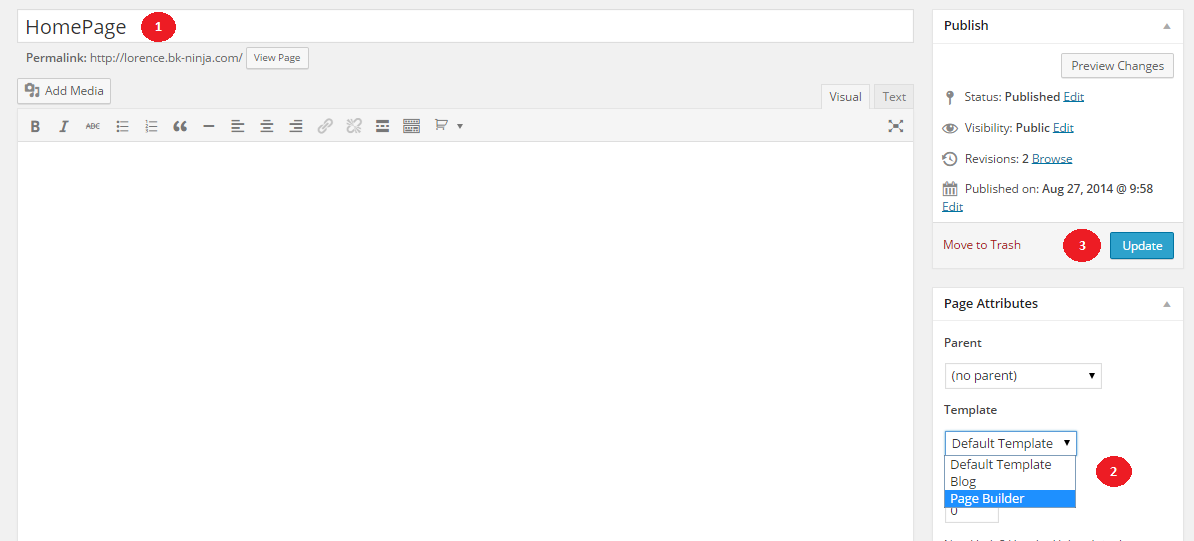 HomePage 1
Permalink: http://lorence.bk-ninja.com/ View Page
Add Media
Visual Text
B I ABC
Publish
Preview Changes
Status: Published Edit
Visibility: Public Edit
Revisions: 2 Browse
Published on: Aug 27, 2014 @ 9:58
Edit
Move to Trash 3 Update
Page Attributes
Parent
(no parent)
Template
Default Template
Default Template
Blog
Page Builder
2
0